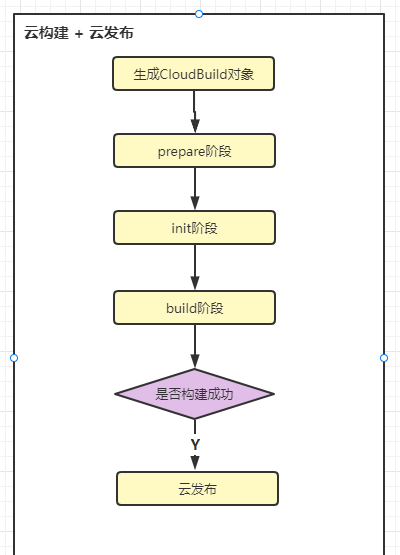 云构建 + 云发布
生成CloudBuild对象
prepare阶段
init阶段
build阶段
是否构建成功
Y
云发布